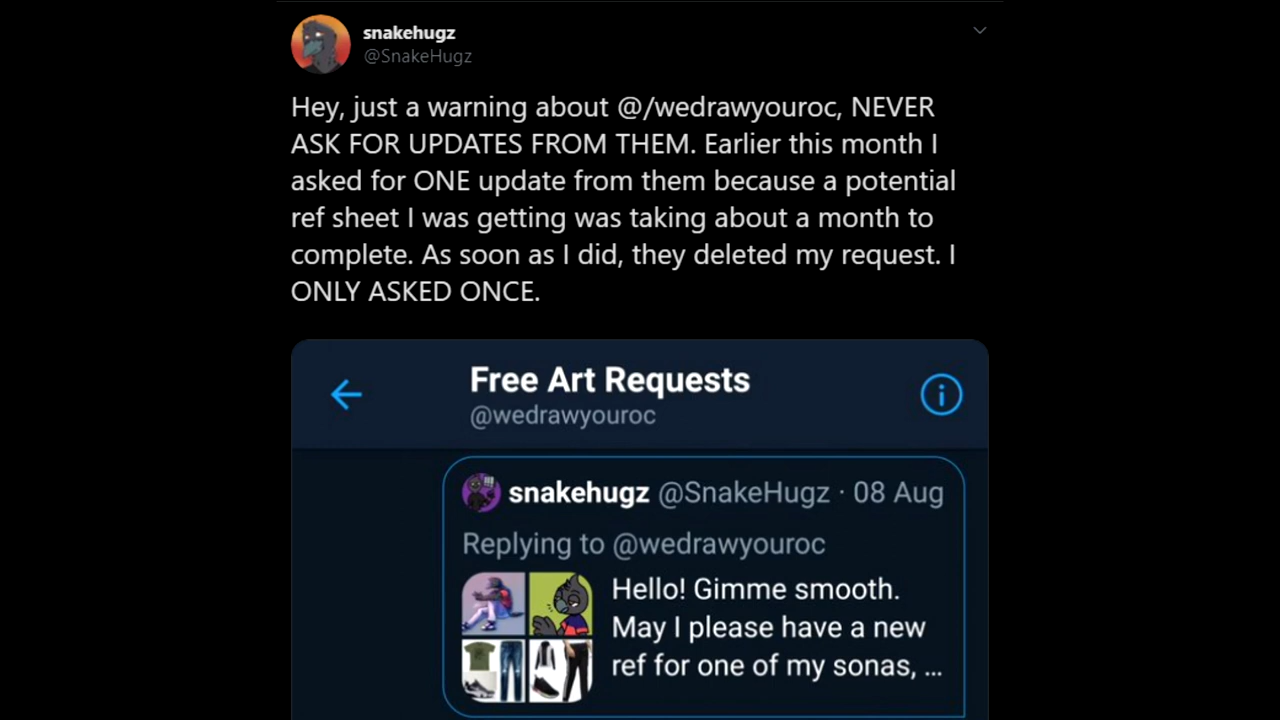 snakehugz
@SnakeHugz
Hey, just a warning about @/wedrawyouroc, NEVER
ASK FOR UPDATES FROM THEM. Earlier this month I
asked for ONE update from them because a potential
ref sheet I was getting was taking about a month to
complete. As soon as I did, they deleted my request. I
ONLY ASKED ONCE.
Free Art Requests
@wedrawyouroc
snakehugz @SnakeHugz · 08 Aug
Replying to @wedrawyouroc
Hello! Gimme smooth.
May I please have a new
ref for one of my sonas, ...